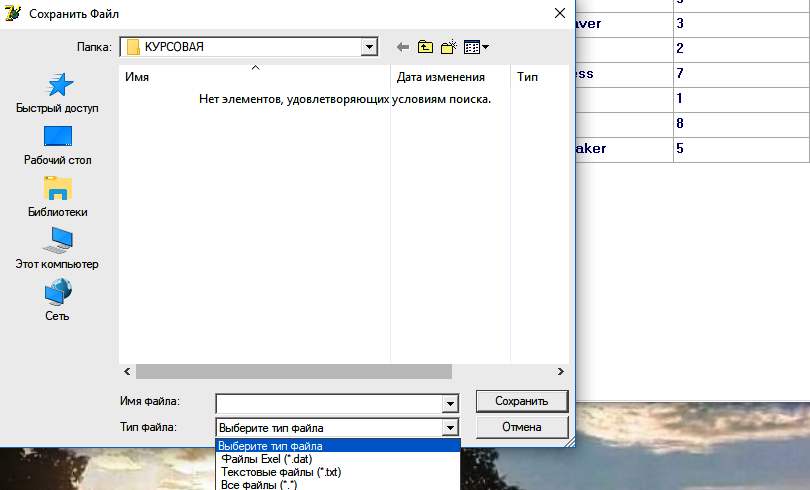 Сохранить Файл
Папка: КУРСОВАЯ
Имя Дата изменения Тип
Нет элементов, удовлетворяющих условиям поиска.
Быстрый доступ
Рабочий стол
Библиотеки
Этот компьютер
Сеть
Имя файла: Сохранить
Тип файла: Выберите тип файла Отмена
Выберите тип файла
Файлы Exel (*.dat)
Текстовые файлы (*.txt)
Все файлы (*.*)
aver 3
2
ess 7
1
8
aker 5